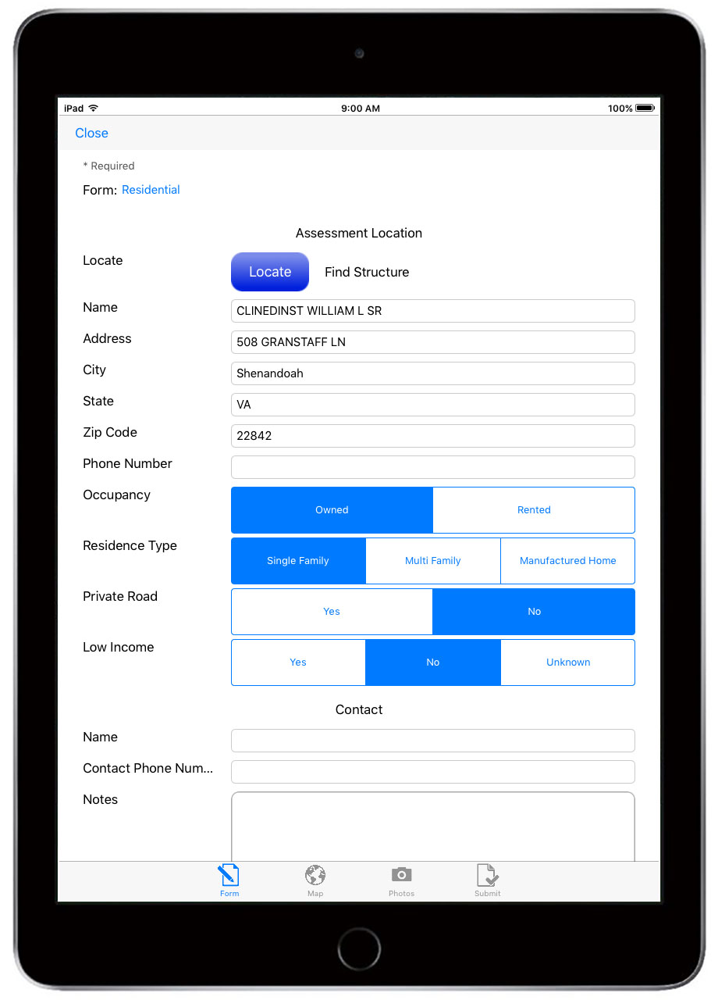 iPad 9:00 AM 100%
Close
* Required
Form: Residential
Assessment Location
Locate Locate Find Structure
Name CLINEDINST WILLIAM L SR
Address 508 GRANSTAFF LN
City Shenandoah
State VA
Zip Code 22842
Phone Number
Occupancy Owned Rented
Residence Type Single Family Multi Family Manufactured Home
Private Road Yes No
Low Income Yes No Unknown
Contact
Name
Contact Phone Num...
Notes
Form Map Photos Submit